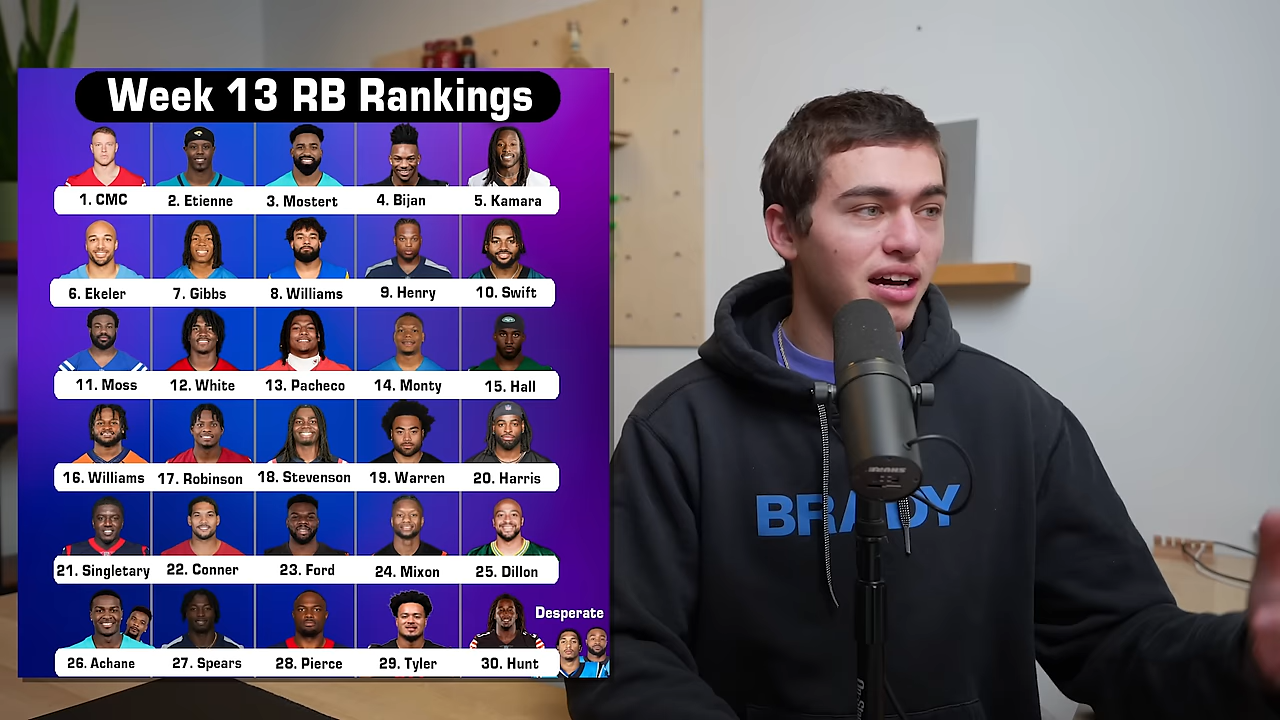 Week 13 RB Rankings
1. CMC
2. Etienne
3. Mostert
4. Bijan
5. Kamara
6. Ekeler
7. Gibbs
8. Williams
9. Henry
10. Swift
11. Moss
12. White
13. Pacheco
14. Monty
15. Hall
16. Williams
17. Robinson
18. Stevenson
19. Warren
20. Harris
21. Singletary
22. Conner
23. Ford
24. Mixon
25. Dillon
Desperate
26. Achane
27. Spears
28. Pierce
29. Tyler
30. Hunt
BRADY
SHURE